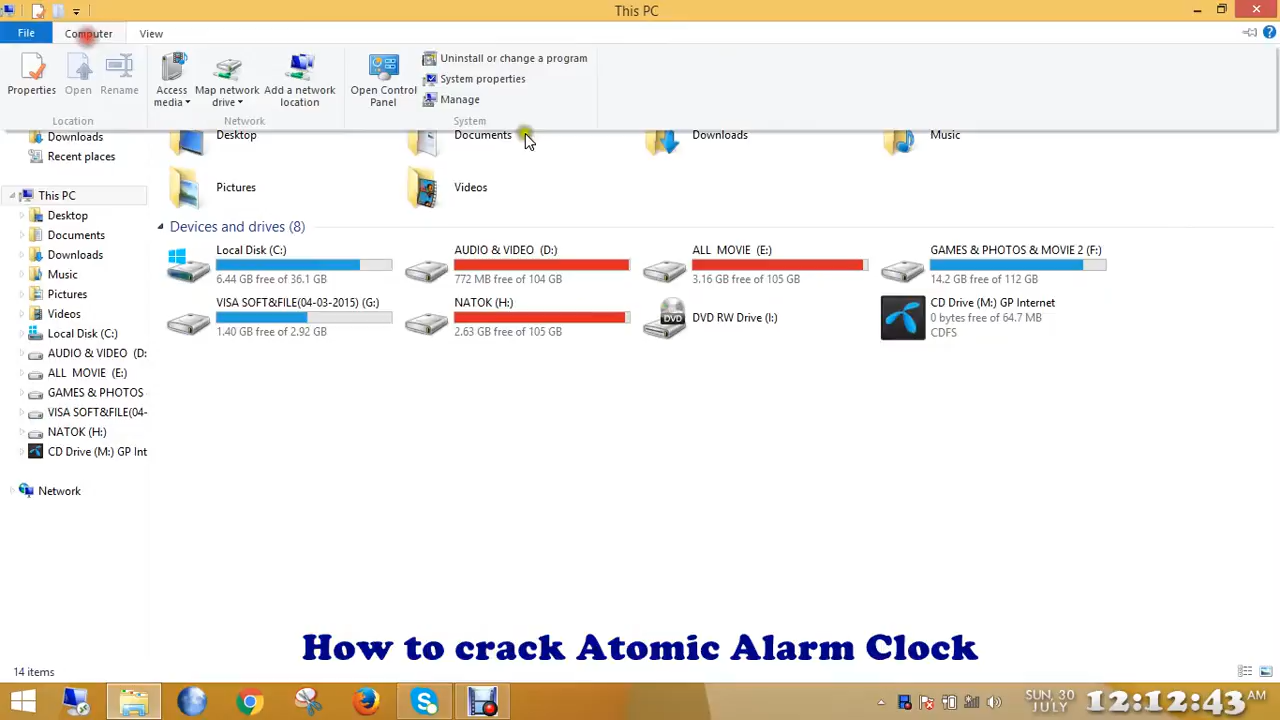 This PC
File
Computer
View
Properties
Open
Rename
Access media
Map network drive
Add a network location
Open Control Panel
Uninstall or change a program
System properties
Manage
Location
Network
System
Downloads
Recent places
This PC
Desktop
Documents
Downloads
Music
Pictures
Videos
Local Disk (C:)
AUDIO & VIDEO (D:
ALL MOVIE (E:)
GAMES & PHOTOS
VISA SOFT&FILE(04-
NATOK (H:)
CD Drive (M:) GP Int
Network
Desktop
Documents
Downloads
Music
Pictures
Videos
Devices and drives (8)
Local Disk (C:)
6.44 GB free of 36.1 GB
AUDIO & VIDEO (D:)
772 MB free of 104 GB
ALL MOVIE (E:)
3.16 GB free of 105 GB
GAMES & PHOTOS & MOVIE 2 (F:)
14.2 GB free of 112 GB
VISA SOFT&FILE(04-03-2015) (G:)
1.40 GB free of 2.92 GB
NATOK (H:)
2.63 GB free of 105 GB
DVD
DVD RW Drive (I:)
CD Drive (M:) GP Internet
0 bytes free of 64.7 MB
CDFS
How to crack Atomic Alarm Clock
14 items
SUN, 30
JULY
12:12:43 AM